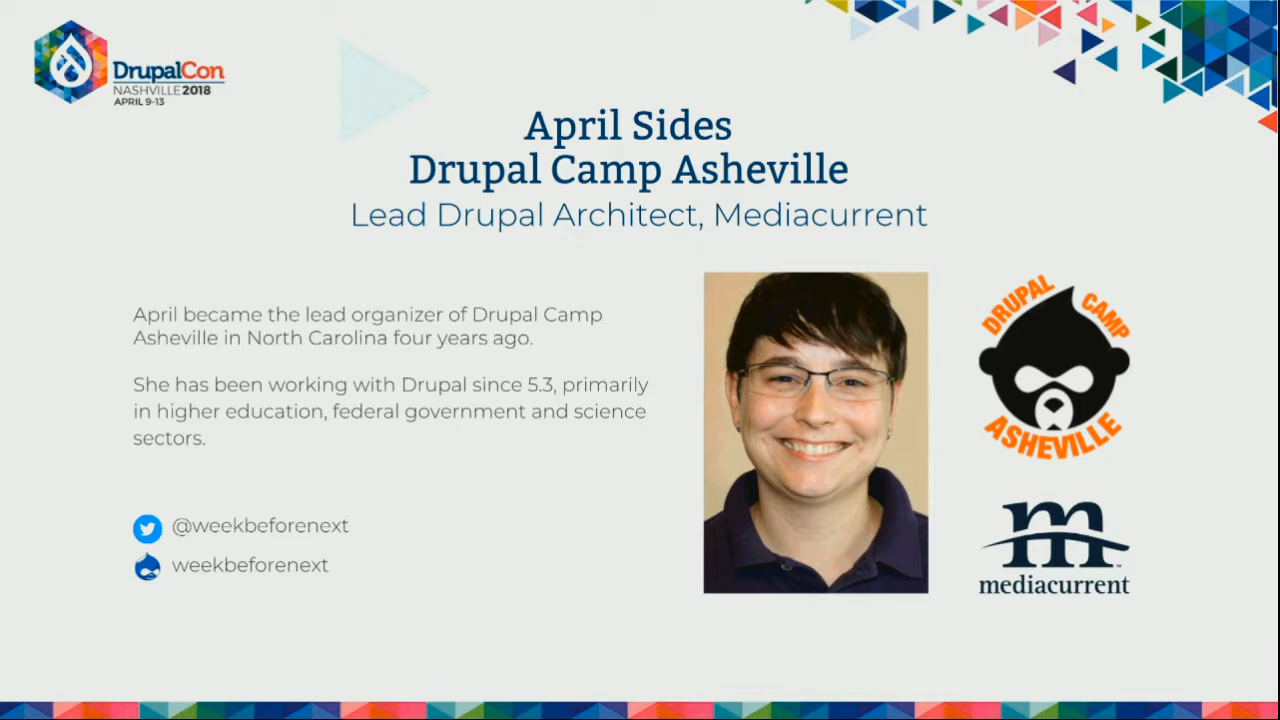 DrupalCon
NASHVILLE 2018
APRIL 9-13
April Sides
Drupal Camp Asheville
Lead Drupal Architect, Mediacurrent
April became the lead organizer of Drupal Camp
Asheville in North Carolina four years ago.
She has been working with Drupal since 5.3, primarily
in higher education, federal government and science
sectors.
@weekbeforenext
weekbeforenext
DRUPAL CAMP
ASHEVILLE
m
mediacurrent